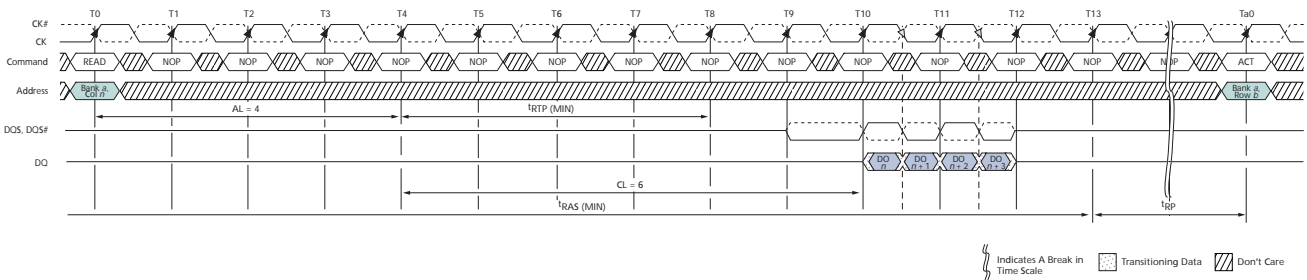 T0 T1 T2 T3 T4 T5 T6 T7 T8 T9 T10 T11 T12 T13 Ta0
CK#
CK
Command READ NOP NOP NOP NOP NOP NOP NOP NOP NOP NOP NOP NOP NOP NOP ACT
Address Bank a, Col n Bank a, Row b
AL = 4 tRTP (MIN)
DQS, DQS#
DQ DO n DO n + 1 DO n + 2 DO n + 3
CL = 6
tRAS (MIN) tRP
Indicates A Break in Time Scale Transitioning Data Don't Care